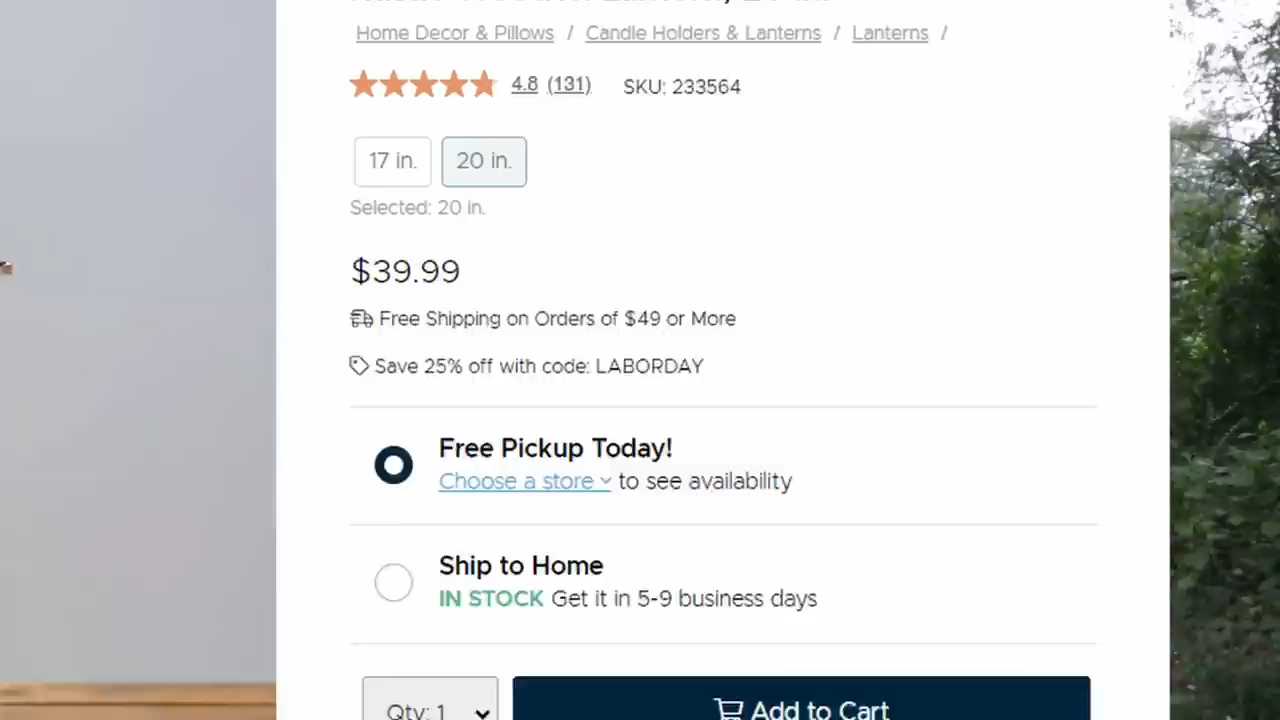 Home Decor & Pillows / Candle Holders & Lanterns / Lanterns /
4.8 (131) SKU: 233564
17 in. 20 in.
Selected: 20 in.
$39.99
Free Shipping on Orders of $49 or More
Save 25% off with code: LABORDAY
Free Pickup Today!
Choose a store to see availability
Ship to Home
IN STOCK Get it in 5-9 business days
Qty: 1 Add to Cart